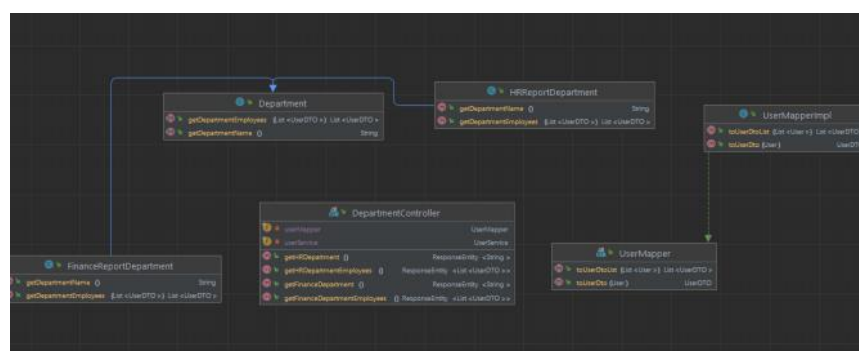 Department
getDepartmentEmployees (List <UserDTO>) List <UserDTO>
getDepartmentName () String
HRReportDepartment
getDepartmentName () String
getDepartmentEmployees (List <UserDTO>) List <UserDTO>
UserMapperImpl
toUserDtoList (List <User>) List <UserDTO
toUserDto (User) UserDT
DepartmentController
userMapper UserMapper
userService UserService
getHRDepartment () ResponseEntity <String>
getHRDepartmentEmployees () ResponseEntity <List <UserDTO>>
getFinanceDepartment () ResponseEntity <String>
getFinanceDepartmentEmployees () ResponseEntity <List <UserDTO>>
UserMapper
toUserDtoList (List <User>) List <UserDTO>
toUserDto (User) UserDTO
FinanceReportDepartment
getDepartmentName () String
getDepartmentEmployees (List <UserDTO>) List <UserDTO>